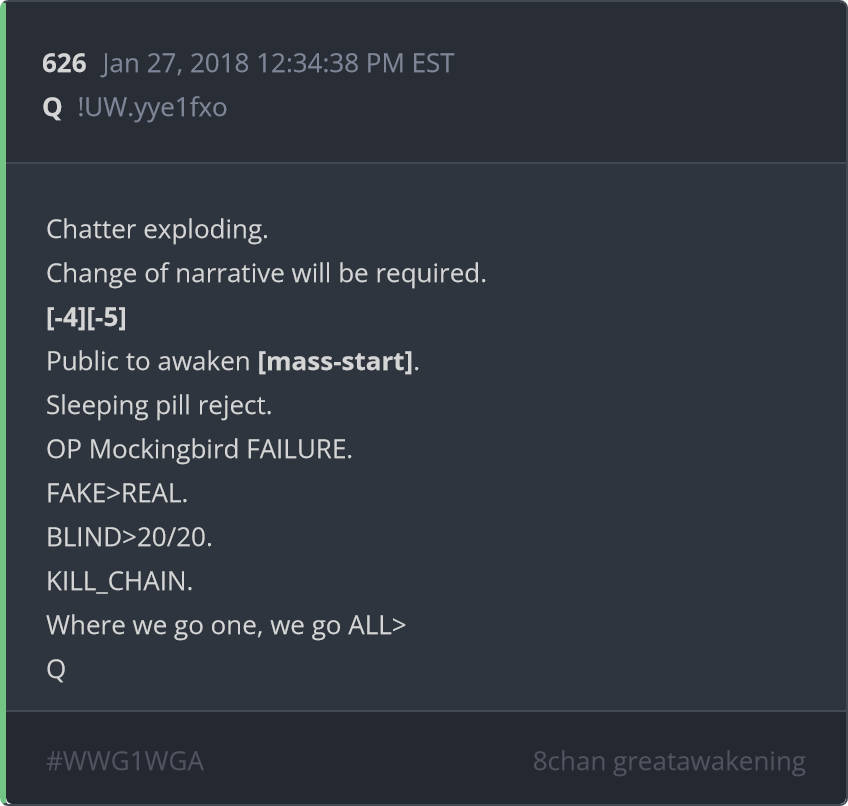 626 Jan 27, 2018 12:34:38 PM EST
Q !UW.yye1fxo
Chatter exploding.
Change of narrative will be required.
[-4][-5]
Public to awaken [mass-start].
Sleeping pill reject.
OP Mockingbird FAILURE.
FAKE>REAL.
BLIND>20/20.
KILL_CHAIN.
Where we go one, we go ALL>
Q
#WWG1WGA 8chan greatawakening